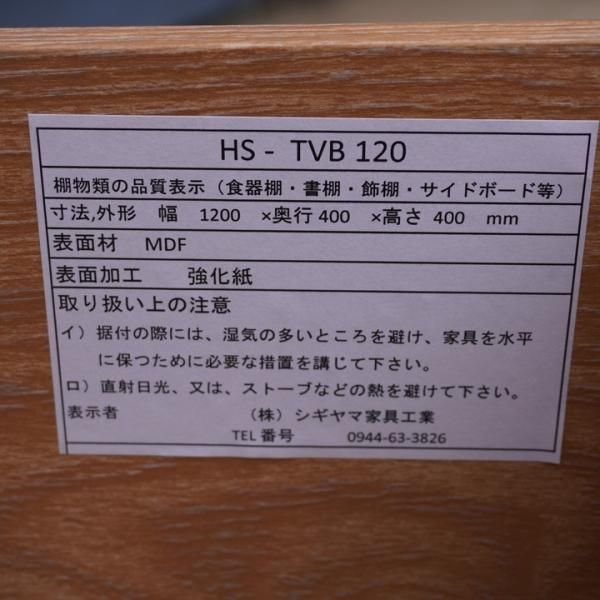 HS - TVB 120
棚物類の品質表示（食器棚・書棚・飾棚・サイドボード等）
寸法,外形 幅 1200 ×奥行 400 ×高さ 400 mm
表面材 MDF
表面加工 強化紙
取り扱い上の注意
イ）据付の際には、湿気の多いところを避け、家具を水平
に保つために必要な措置を講じて下さい。
ロ）直射日光、又は、ストーブなどの熱を避けて下さい。
表示者 （株）シギヤマ家具工業
TEL 番号 0944-63-3826